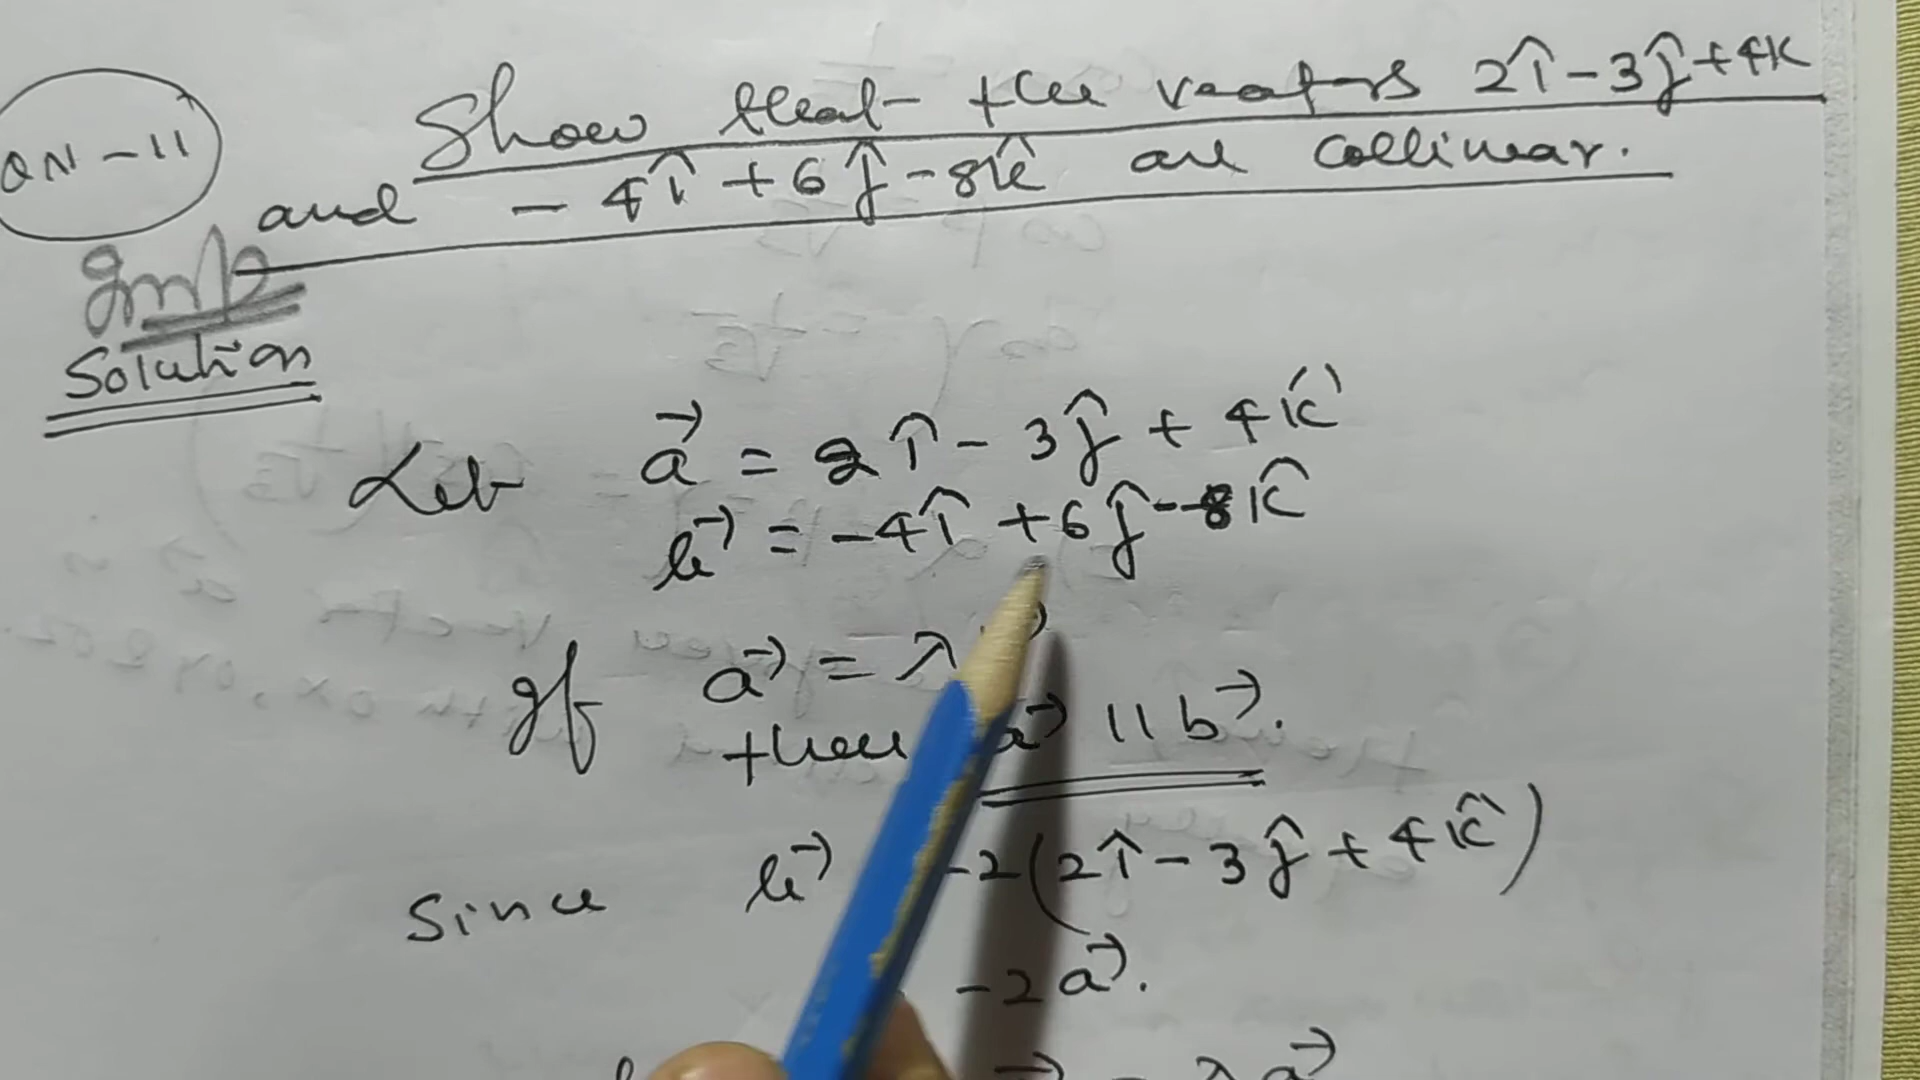 QN-11
Show that the vectors 2î-3ĵ+4k
and -4î+6ĵ-8k̂ are collinear.
Imp
Solution
Let a⃗ = 2î - 3ĵ + 4k̂
b⃗ = -4î +6ĵ-8k̂
If a⃗ = λ
then a⃗ || b⃗.
Since b⃗ -2(2î-3ĵ+4k̂)
-2a⃗.
λa⃗